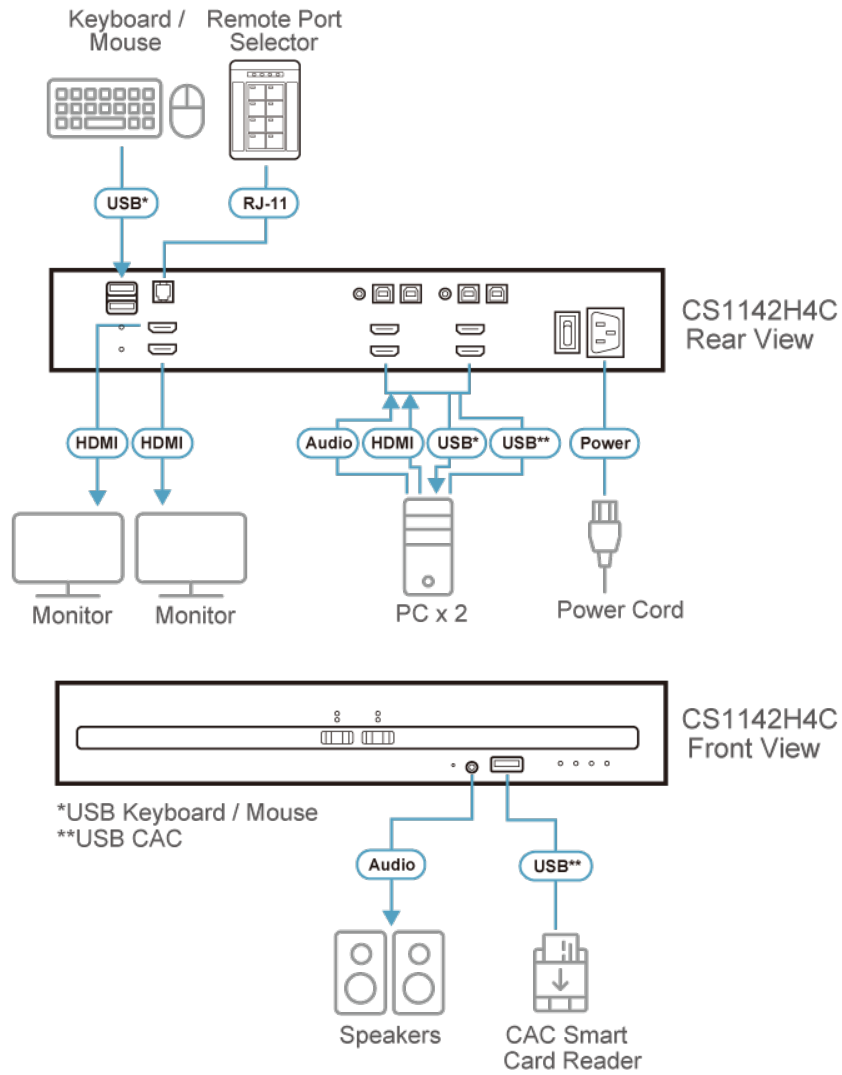 Keyboard / Mouse
Remote Port Selector
USB*
RJ-11
CS1142H4C
Rear View
HDMI
HDMI
Audio
HDMI
USB*
USB**
Power
Monitor
Monitor
PC x 2
Power Cord
CS1142H4C
Front View
*USB Keyboard / Mouse
**USB CAC
Audio
USB**
Speakers
CAC Smart
Card Reader